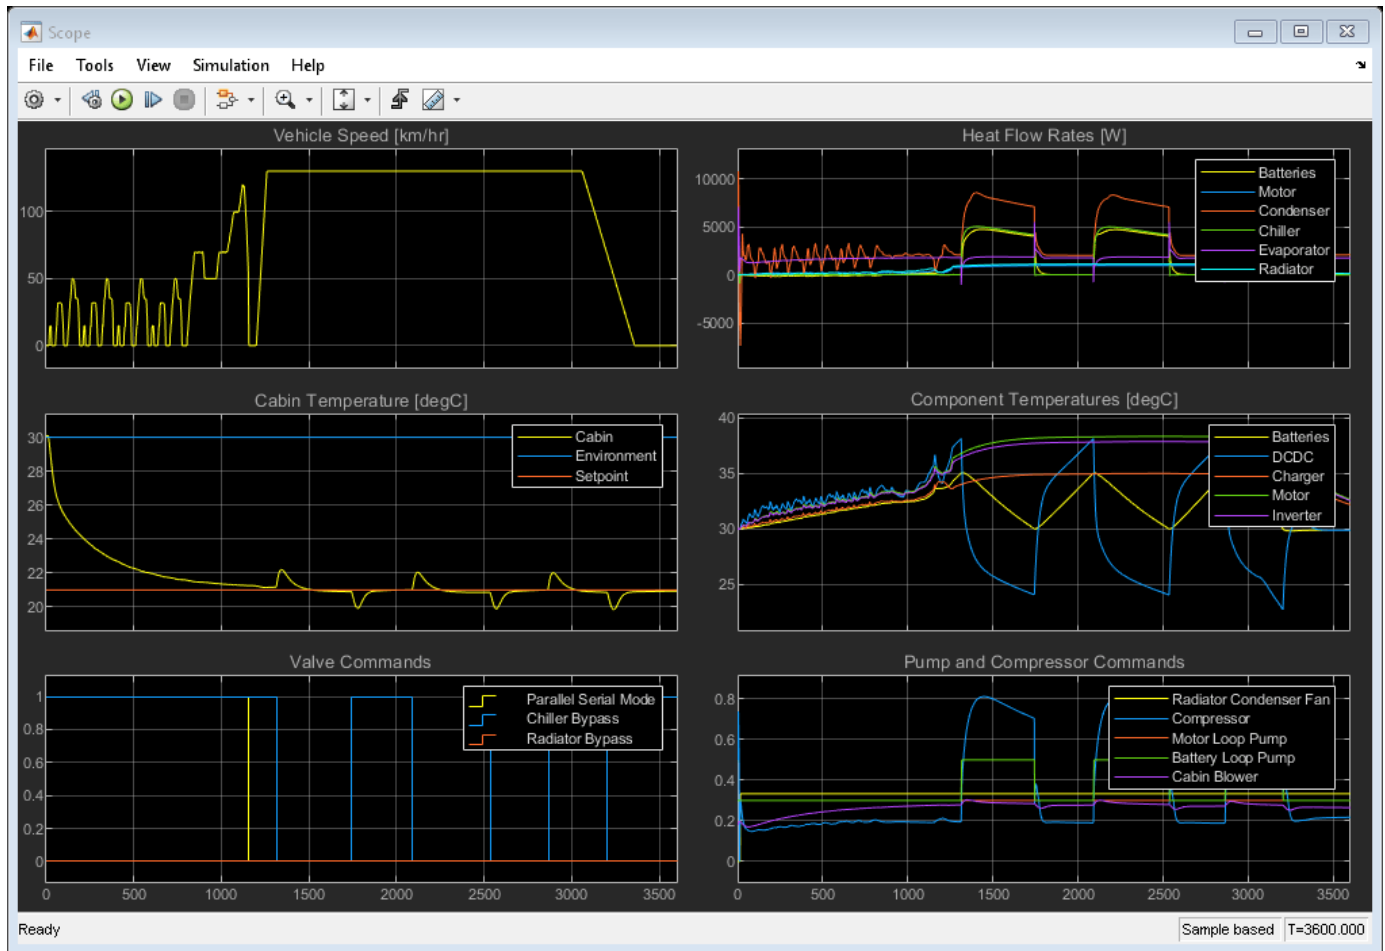 Scope
File Tools View Simulation Help
Vehicle Speed [km/hr]
100
50
0
Heat Flow Rates [W]
10000
5000
0
-5000
Batteries
Motor
Condenser
Chiller
Evaporator
Radiator
Cabin Temperature [degC]
30
28
26
24
22
20
Cabin
Environment
Setpoint
Component Temperatures [degC]
40
35
30
25
Batteries
DCDC
Charger
Motor
Inverter
Valve Commands
1
0.8
0.6
0.4
0.2
0
Parallel Serial Mode
Chiller Bypass
Radiator Bypass
0 500 1000 1500 2000 2500 3000 3500
Pump and Compressor Commands
0.8
0.6
0.4
0.2
0
Radiator Condenser Fan
Compressor
Motor Loop Pump
Battery Loop Pump
Cabin Blower
0 500 1000 1500 2000 2500 3000 3500
Ready
Sample based T=3600.000